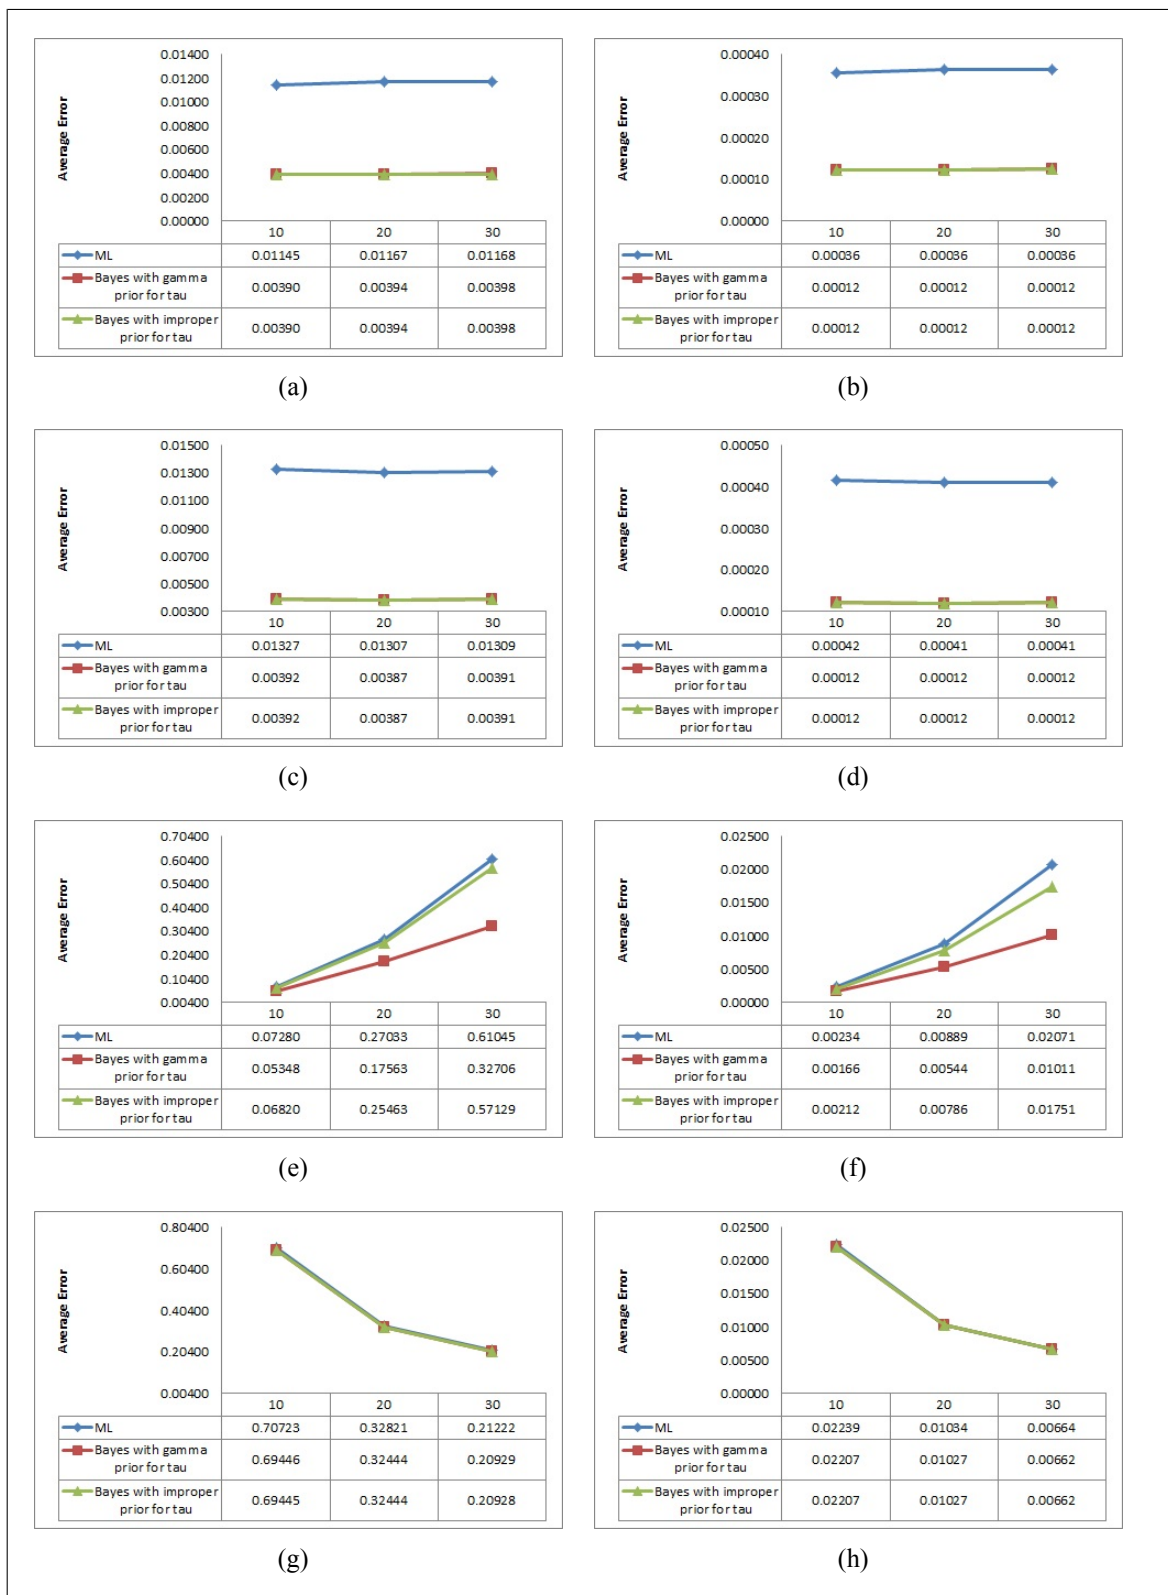 0.01400
0.01200
0.01000
0.00800
0.00600
0.00400
0.00200
0.00000
Average Error
10 20 30
ML 0.01145 0.01167 0.01168
Bayes with gamma prior for tau 0.00390 0.00394 0.00398
Bayes with improper prior for tau 0.00390 0.00394 0.00398
(a)
0.00040
0.00030
0.00020
0.00010
0.00000
Average Error
10 20 30
ML 0.00036 0.00036 0.00036
Bayes with gamma prior for tau 0.00012 0.00012 0.00012
Bayes with improper prior for tau 0.00012 0.00012 0.00012
(b)
0.01500
0.01300
0.01100
0.00900
0.00700
0.00500
0.00300
Average Error
10 20 30
ML 0.01327 0.01307 0.01309
Bayes with gamma prior for tau 0.00392 0.00387 0.00391
Bayes with improper prior for tau 0.00392 0.00387 0.00391
(c)
0.00050
0.00040
0.00030
0.00020
0.00010
Average Error
10 20 30
ML 0.00042 0.00041 0.00041
Bayes with gamma prior for tau 0.00012 0.00012 0.00012
Bayes with improper prior for tau 0.00012 0.00012 0.00012
(d)
0.70400
0.60400
0.50400
0.40400
0.30400
0.20400
0.10400
0.00400
Average Error
10 20 30
ML 0.07280 0.27033 0.61045
Bayes with gamma prior for tau 0.05348 0.17563 0.32706
Bayes with improper prior for tau 0.06820 0.25463 0.57129
(e)
0.02500
0.02000
0.01500
0.01000
0.00500
0.00000
Average Error
10 20 30
ML 0.00234 0.00889 0.02071
Bayes with gamma prior for tau 0.00166 0.00544 0.01011
Bayes with improper prior for tau 0.00212 0.00786 0.01751
(f)
0.80400
0.60400
0.40400
0.20400
0.00400
Average Error
10 20 30
ML 0.70723 0.32821 0.21222
Bayes with gamma prior for tau 0.69446 0.32444 0.20929
Bayes with improper prior for tau 0.69445 0.32444 0.20928
(g)
0.02500
0.02000
0.01500
0.01000
0.00500
0.00000
Average Error
10 20 30
ML 0.02239 0.01034 0.00664
Bayes with gamma prior for tau 0.02207 0.01027 0.00662
Bayes with improper prior for tau 0.02207 0.01027 0.00662
(h)